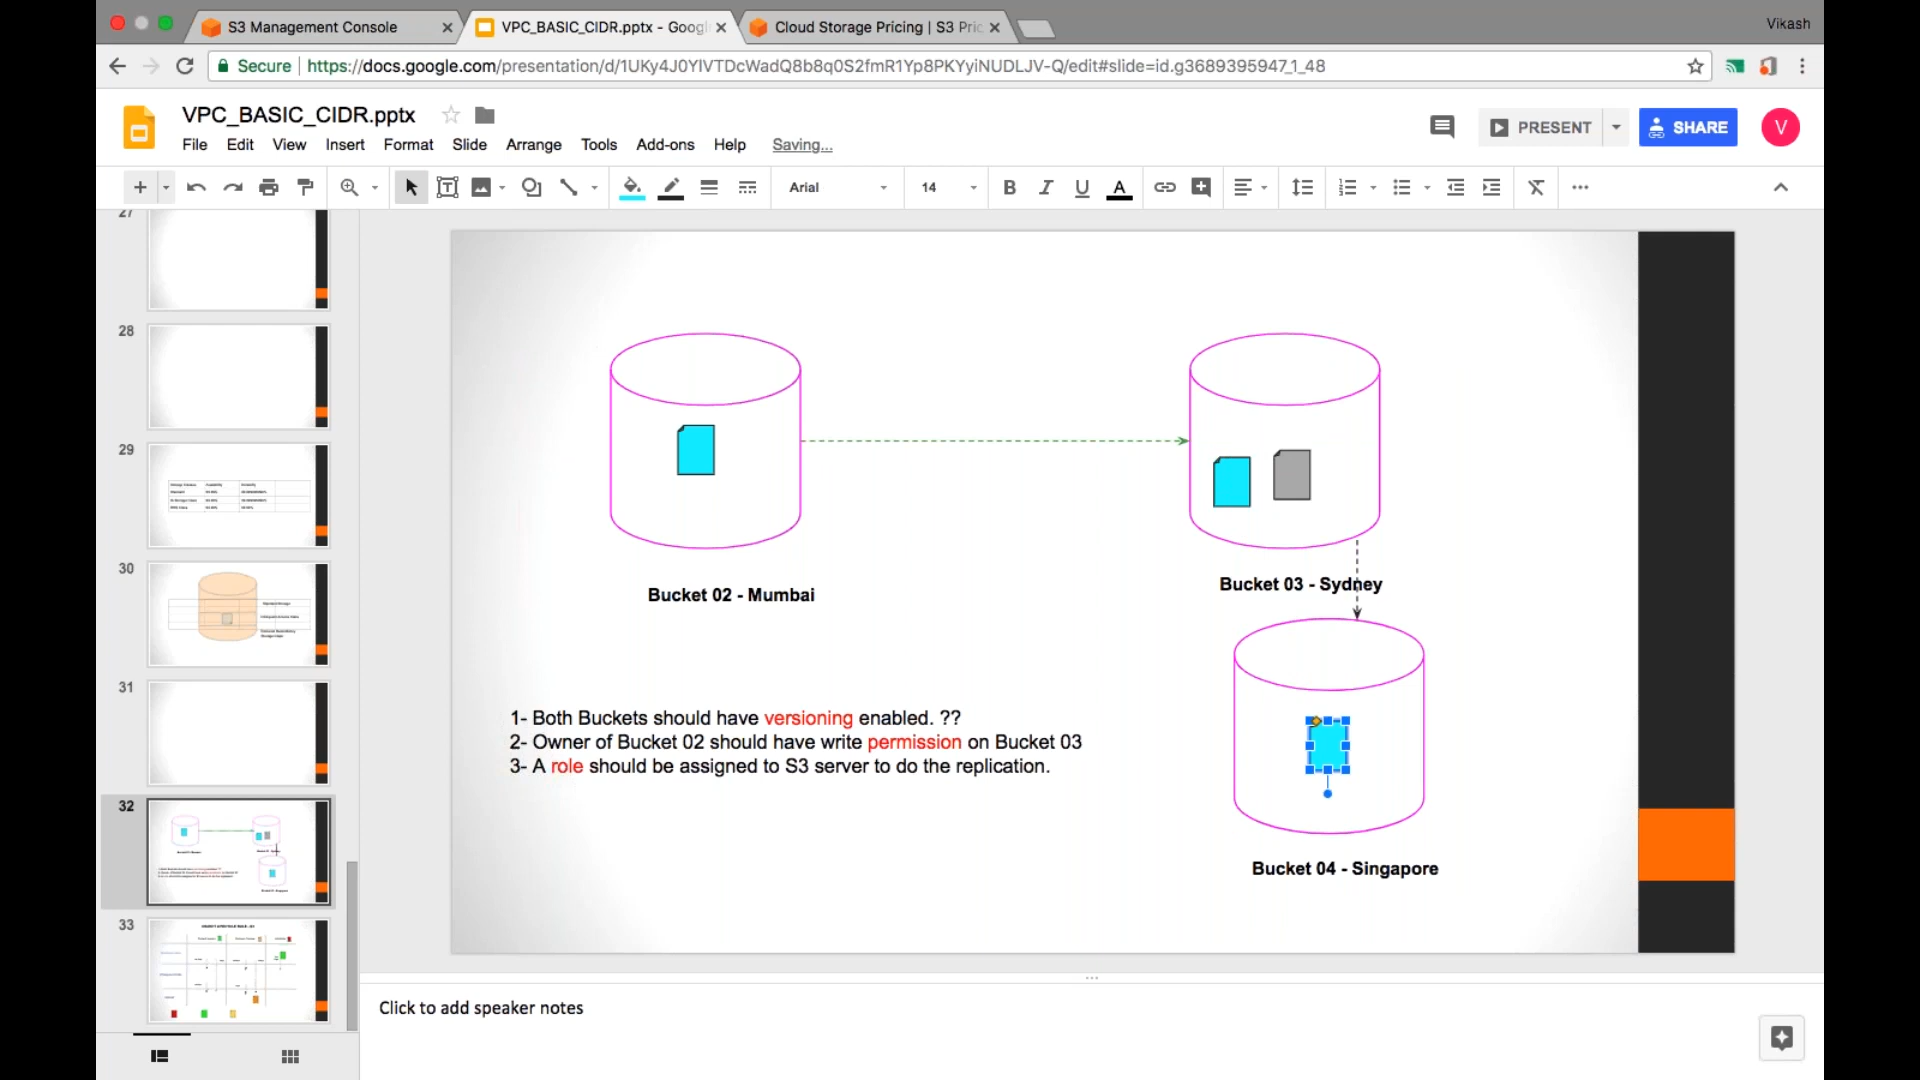 S3 Management Console
VPC_BASIC_CIDR.pptx - Googl
Cloud Storage Pricing | S3 Pric
Vikash
Secure
https://docs.google.com/presentation/d/1UKy4J0YlVTDcWadQ8b8q0S2fmR1Yp8PKYyiNUDLJV-Q/edit#slide=id.g3689395947_1_48
VPC_BASIC_CIDR.pptx
File Edit View Insert Format Slide Arrange Tools Add-ons Help Saving...
PRESENT
SHARE
V
Arial
14
B I U A
27
28
29
30
31
32
33
Bucket 02 - Mumbai
Bucket 03 - Sydney
1- Both Buckets should have versioning enabled. ??
2- Owner of Bucket 02 should have write permission on Bucket 03
3- A role should be assigned to S3 server to do the replication.
Bucket 04 - Singapore
Click to add speaker notes